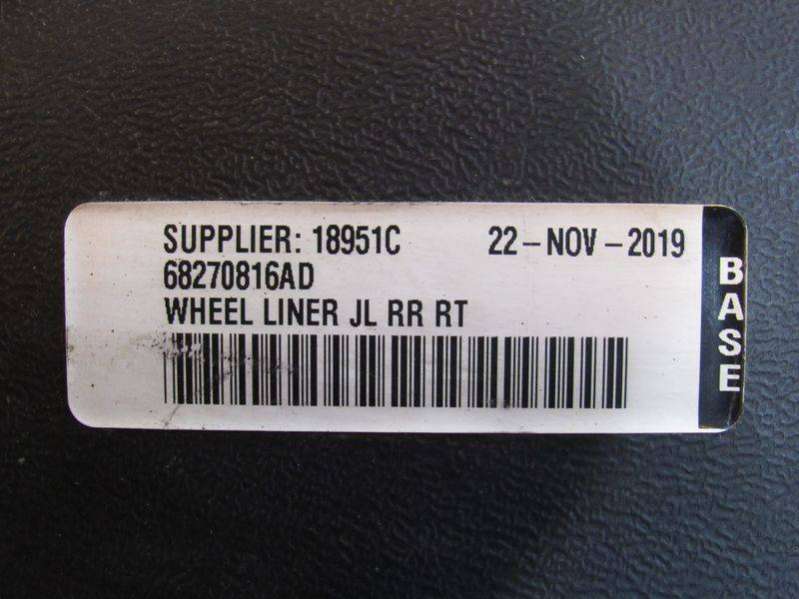 SUPPLIER: 18951C 22-NOV-2019
68270816AD
WHEEL LINER JL RR RT
BASE